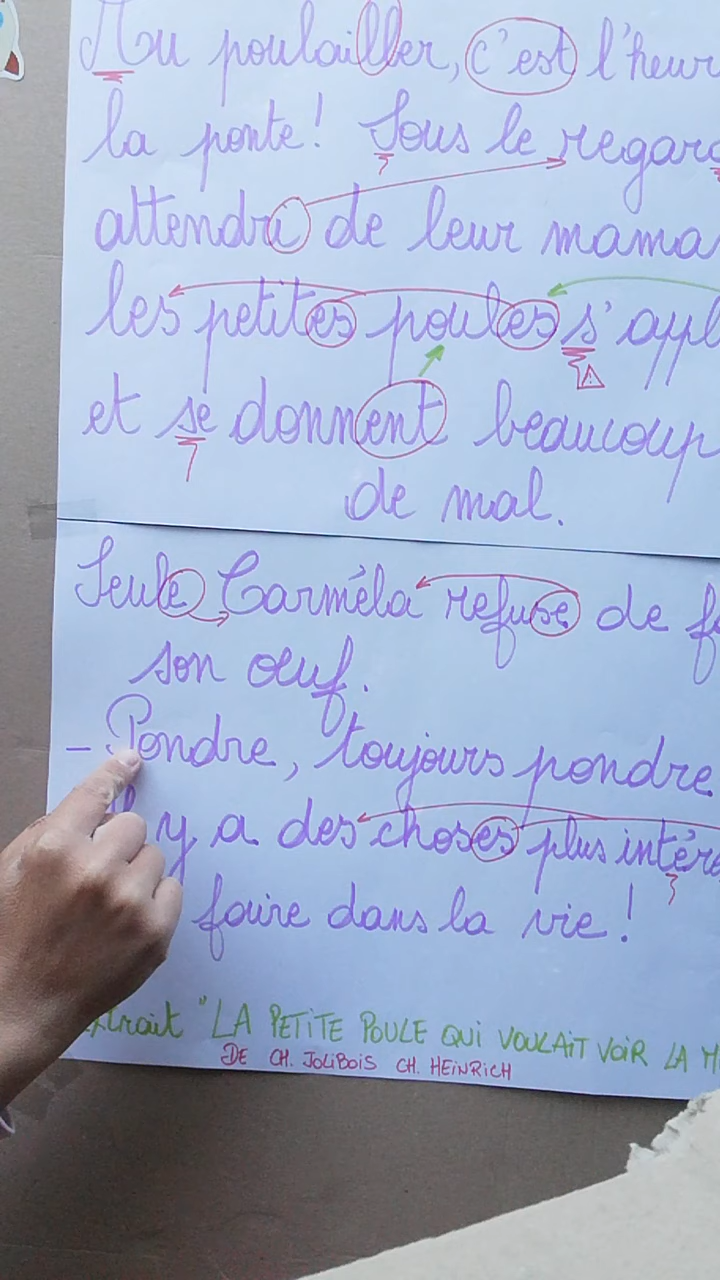 Au poulailler, c'est l'heur
la ponte! Sous le regard
attendri de leur mama
les petites poules s'appl
et se donnent beaucoup
de mal.
Seule Carméla refuse de f
son œuf.
- Pondre, toujours pondre
Il y a des choses plus intére
faire dans la vie!
Extrait "LA PETITE POULE QUI VOULAIT VOIR LA M
DE CH. JOLIBOIS CH. HEINRICH